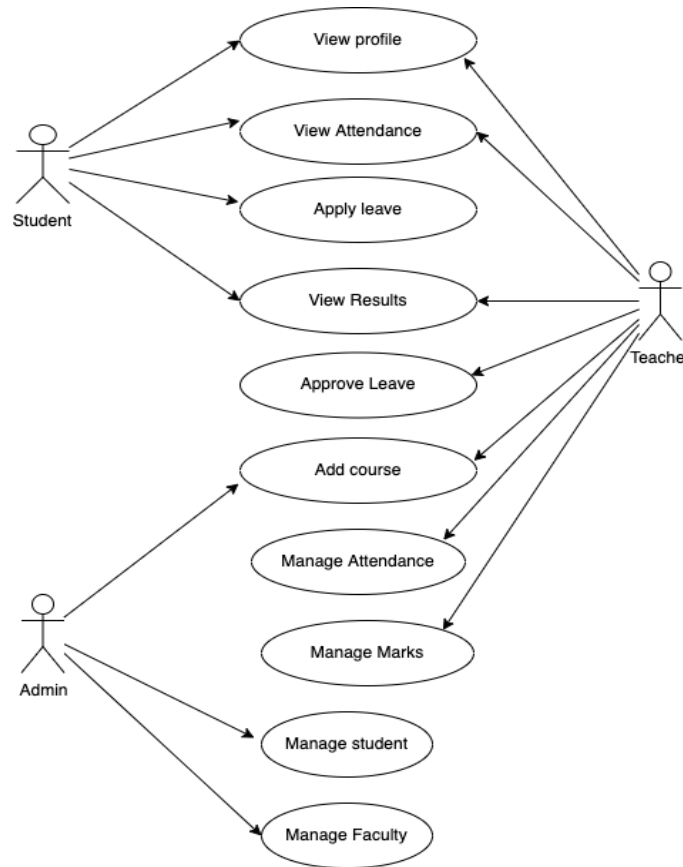 View profile
View Attendance
Student
Apply leave
View Results
Teache
Approve Leave
Add course
Manage Attendance
Manage Marks
Admin
Manage student
Manage Faculty